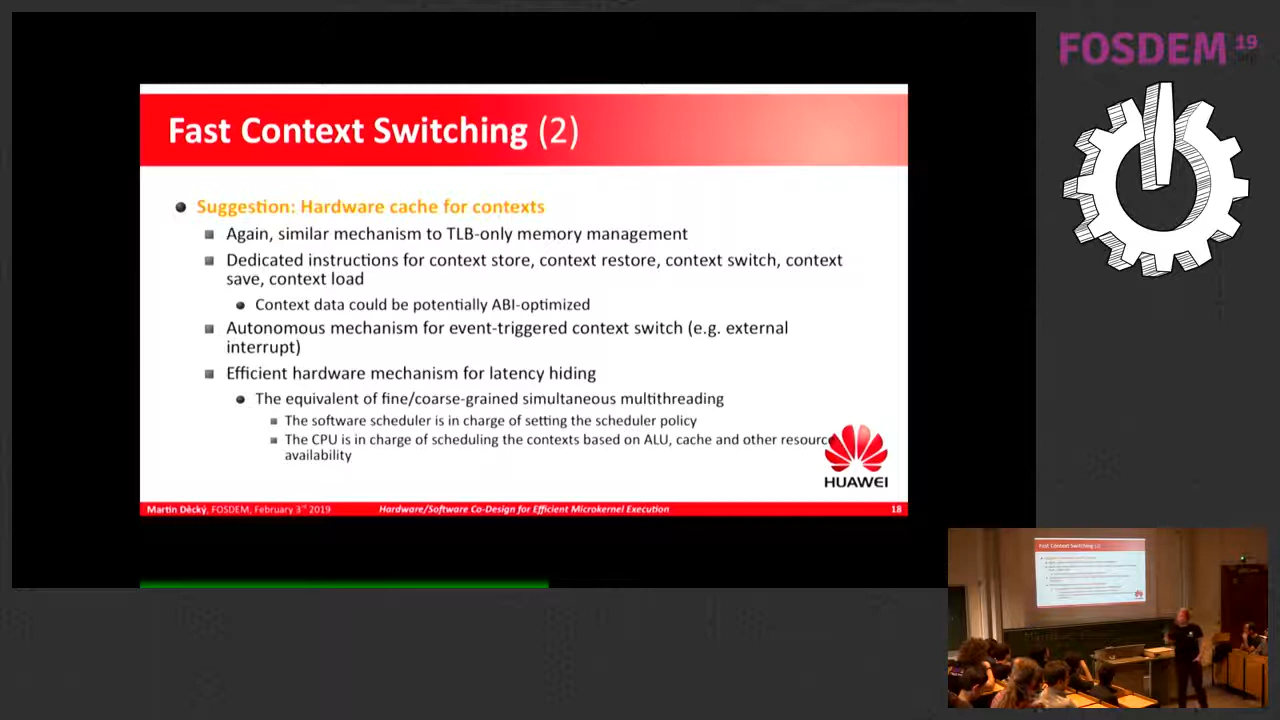 FOSDEM 19
.org
Fast Context Switching (2)
Suggestion: Hardware cache for contexts
Again, similar mechanism to TLB-only memory management
Dedicated instructions for context store, context restore, context switch, context
save, context load
Context data could be potentially ABI-optimized
Autonomous mechanism for event-triggered context switch (e.g. external
interrupt)
Efficient hardware mechanism for latency hiding
The equivalent of fine/coarse-grained simultaneous multithreading
The software scheduler is in charge of setting the scheduler policy
The CPU is in charge of scheduling the contexts based on ALU, cache and other resource
availability
HUAWEI
Martin Děcký, FOSDEM, February 3rd 2019
Hardware/Software Co-Design for Efficient Microkernel Execution
18
Fast Context Switching (2)